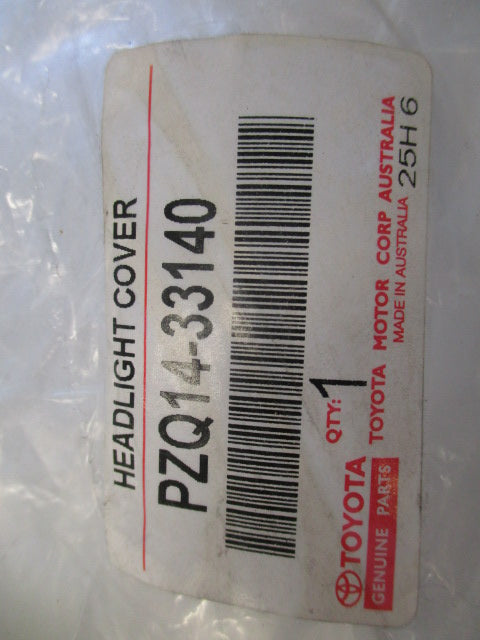 HEADLIGHT COVER
PZQ14-33140
QTY: 1
TOYOTA
GENUINE PARTS
TOYOTA MOTOR CORP AUSTRALIA
MADE IN AUSTRALIA 25H 6